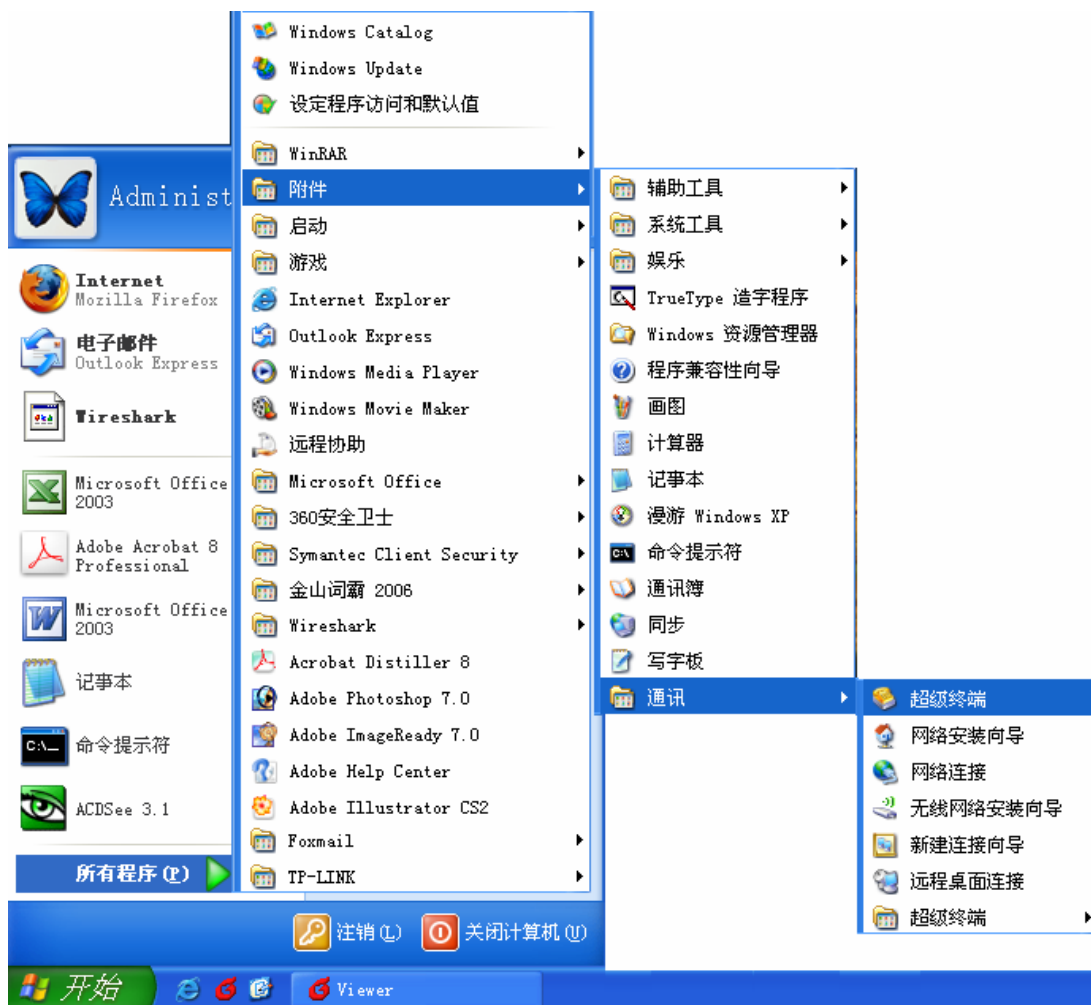 Administ
Internet
Mozilla Firefox
电子邮件
Outlook Express
Wireshark
Microsoft Office
2003
Adobe Acrobat 8
Professional
Microsoft Office
2003
记事本
命令提示符
ACDSee 3.1
所有程序(P)
Windows Catalog
Windows Update
设定程序访问和默认值
WinRAR
附件
启动
游戏
Internet Explorer
Outlook Express
Windows Media Player
Windows Movie Maker
远程协助
Microsoft Office
360安全卫士
Symantec Client Security
金山词霸 2006
Wireshark
Acrobat Distiller 8
Adobe Photoshop 7.0
Adobe ImageReady 7.0
Adobe Help Center
Adobe Illustrator CS2
Foxmail
TP-LINK
辅助工具
系统工具
娱乐
TrueType 造字程序
Windows 资源管理器
程序兼容性向导
画图
计算器
记事本
漫游 Windows XP
命令提示符
通讯簿
同步
写字板
通讯
超级终端
网络安装向导
网络连接
无线网络安装向导
新建连接向导
远程桌面连接
超级终端
注销(L)
关闭计算机(U)
开始
Viewer